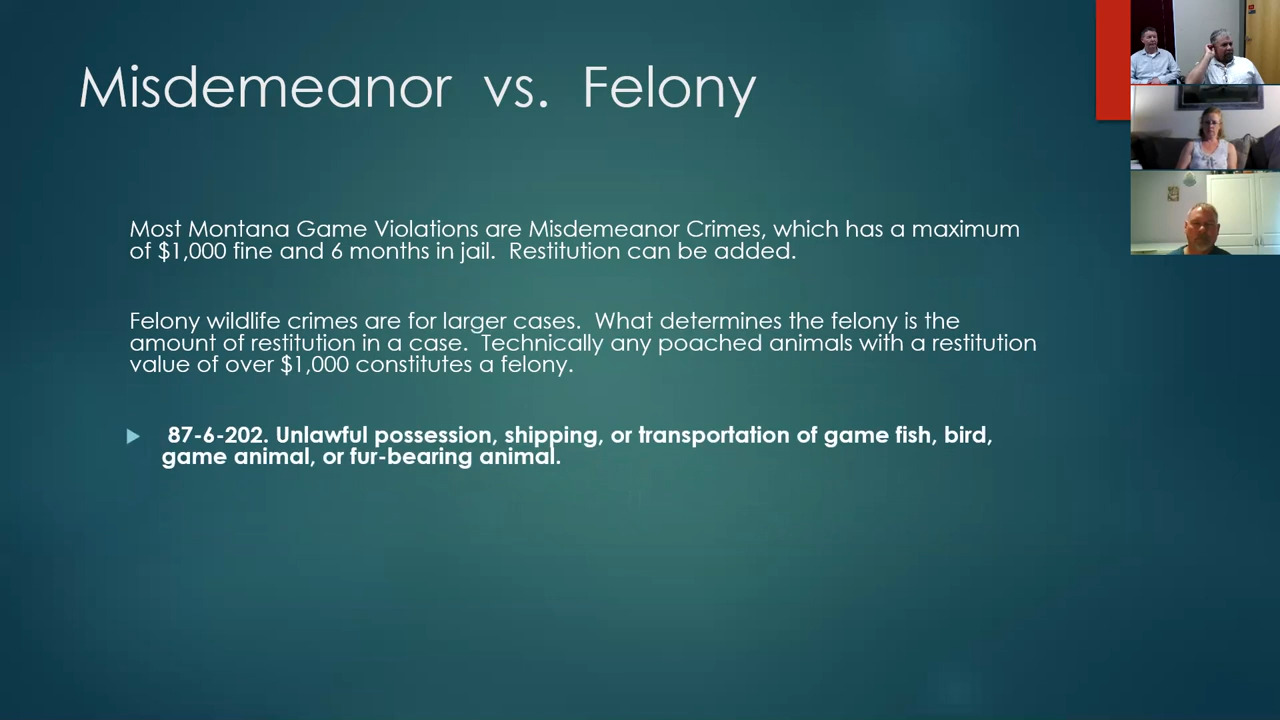 Misdemeanor vs. Felony
Most Montana Game Violations are Misdemeanor Crimes, which has a maximum
of $1,000 fine and 6 months in jail. Restitution can be added.
Felony wildlife crimes are for larger cases. What determines the felony is the
amount of restitution in a case. Technically any poached animals with a restitution
value of over $1,000 constitutes a felony.
87-6-202. Unlawful possession, shipping, or transportation of game fish, bird,
game animal, or fur-bearing animal.